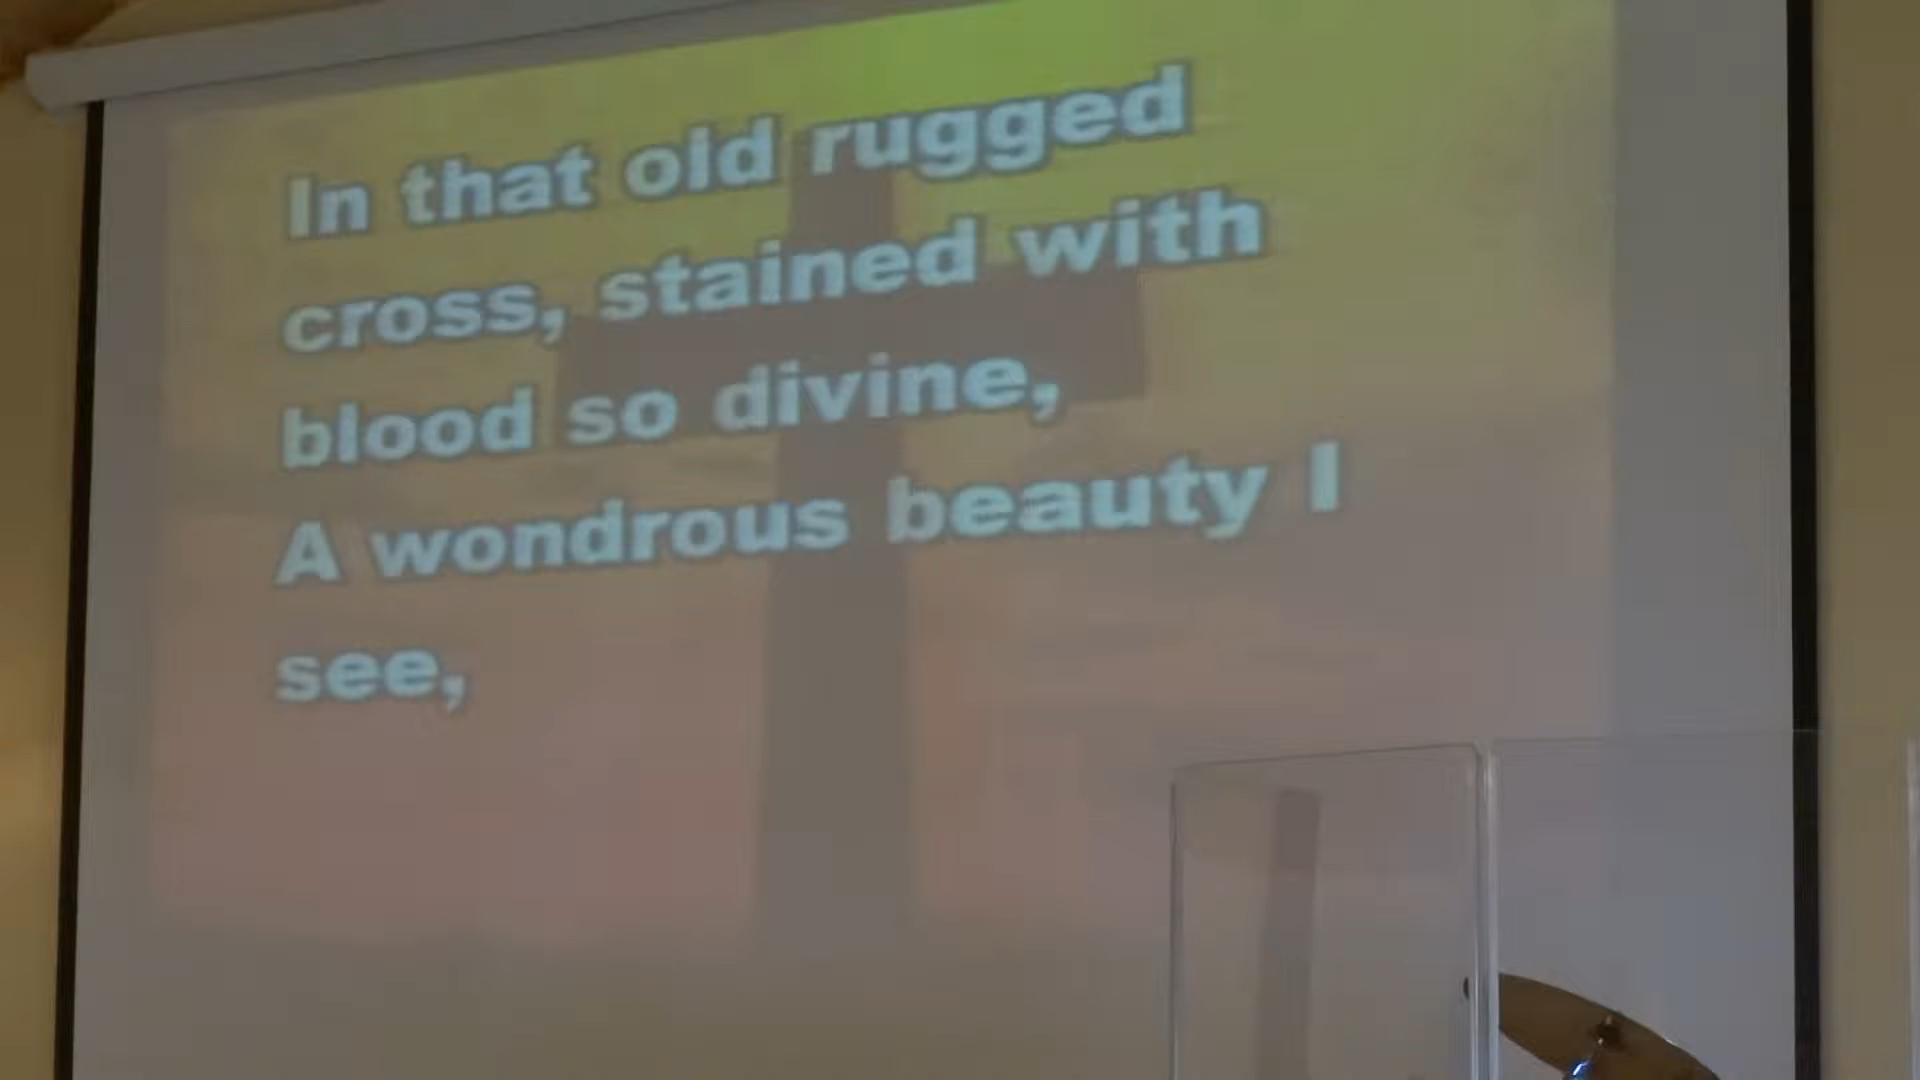 In that old rugged
cross, stained with
blood so divine,
A wondrous beauty I
see,